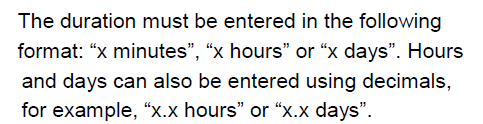 The duration must be entered in the following
format: “x minutes”, “x hours” or “x days”. Hours
and days can also be entered using decimals,
for example, “x.x hours” or “x.x days”.